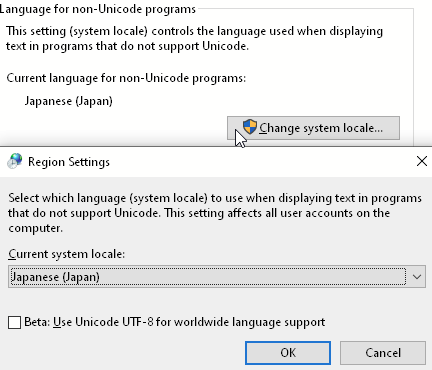 Language for non-Unicode programs
This setting (system locale) controls the language used when displaying
text in programs that do not support Unicode.
Current language for non-Unicode programs:
Japanese (Japan)
Change system locale...
Region Settings
Select which language (system locale) to use when displaying text in programs
that do not support Unicode. This setting affects all user accounts on the
computer.
Current system locale:
Japanese (Japan)
Beta: Use Unicode UTF-8 for worldwide language support
OK Cancel